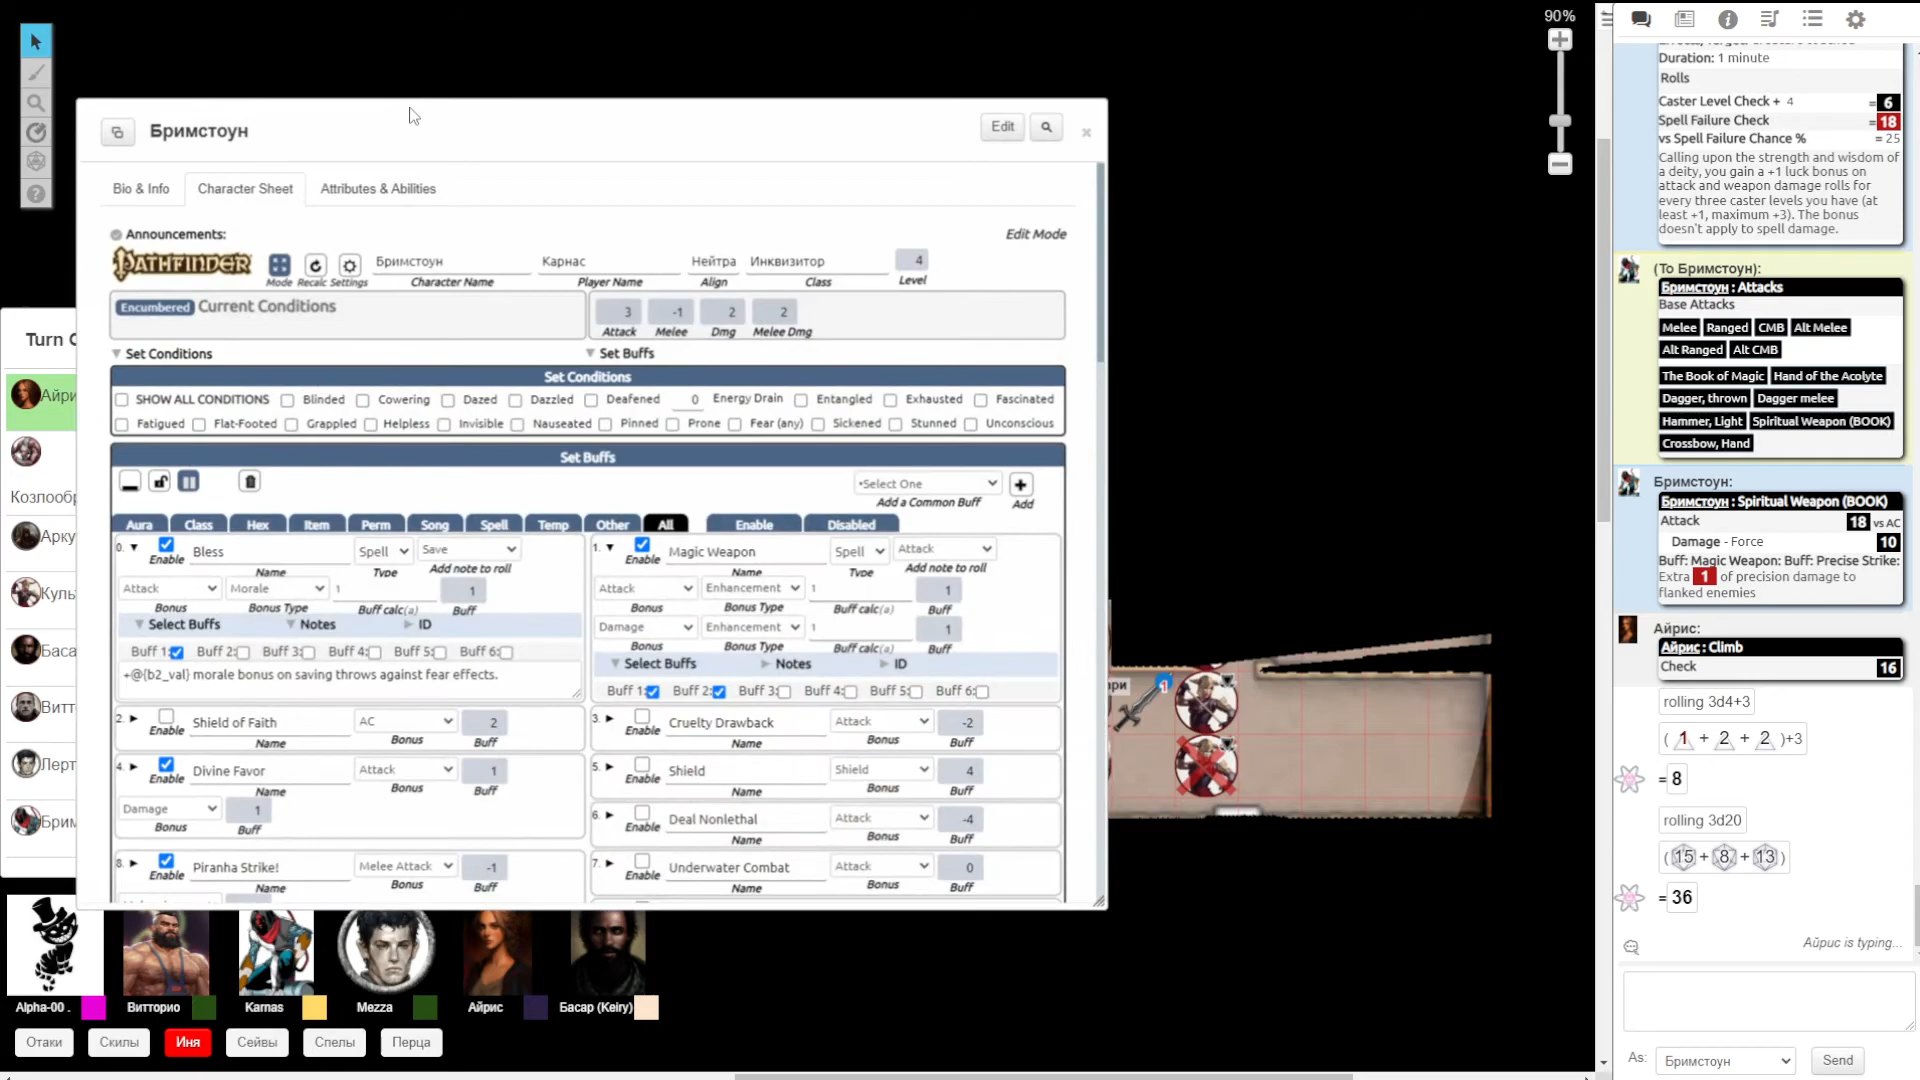 90%
Бримстоун
Edit
Bio & Info
Character Sheet
Attributes & Abilities
Announcements:
Edit Mode
PATHFINDER
Mode Recalc Settings
Бримстоун
Character Name
Карнас
Player Name
Нейтра
Align
Инквизитор
Class
4
Level
Encumbered Current Conditions
3 -1 2 2
Attack Melee Dmg Melee Dmg
Set Conditions
Set Buffs
Set Conditions
SHOW ALL CONDITIONS Blinded Cowering Dazed Dazzled Deafened 0 Energy Drain Entangled Exhausted Fascinated
Fatigued Flat-Footed Grappled Helpless Invisible Nauseated Pinned Prone Fear (any) Sickened Stunned Unconscious
Set Buffs
•Select One
Add a Common Buff
Add
Aura Class Hex Item Perm Song Spell Temp Other All Enable Disabled
0. Enable Bless Spell Save
Name Type Add note to roll
Attack Morale 1 1
Bonus Bonus Type Buff calc(a) Buff
Select Buffs Notes ID
Buff 1: Buff 2: Buff 3: Buff 4: Buff 5: Buff 6:
+@{b2_val} morale bonus on saving throws against fear effects.
1. Enable Magic Weapon Spell Attack
Name Type Add note to roll
Attack Enhancement 1 1
Bonus Bonus Type Buff calc(a) Buff
Damage Enhancement 1 1
Bonus Bonus Type Buff calc(a) Buff
Select Buffs Notes ID
Buff 1: Buff 2: Buff 3: Buff 4: Buff 5: Buff 6:
2. Enable Shield of Faith AC 2
Name Bonus Buff
3. Enable Cruelty Drawback Attack -2
Name Bonus Buff
4. Enable Divine Favor Attack 1
Name Bonus Buff
Damage 1
Bonus Buff
5. Enable Shield Shield 4
Name Bonus Buff
6. Enable Deal Nonlethal Attack -4
Name Bonus Buff
8. Enable Piranha Strike! Melee Attack -1
Name Bonus Buff
7. Enable Underwater Combat Attack 0
Name Bonus Buff
Turn
Айри
Козлообр
Арку
Куль
Баса
Витт
Лерт
Брим
ри
1
Alpha-00 .
Витторио
Karnas
Mezza
Айрис
Басар (Keiry)
Отаки
Скилы
Иня
Сейвы
Спелы
Перца
Duration: 1 minute
Rolls
Caster Level Check + 4 = 6
Spell Failure Check = 18
vs Spell Failure Chance % = 25
Calling upon the strength and wisdom of
a deity, you gain a +1 luck bonus on
attack and weapon damage rolls for
every three caster levels you have (at
least +1, maximum +3). The bonus
doesn't apply to spell damage.
(To Бримстоун):
Бримстоун : Attacks
Base Attacks
Melee Ranged CMB Alt Melee
Alt Ranged Alt CMB
The Book of Magic Hand of the Acolyte
Dagger, thrown Dagger melee
Hammer, Light Spiritual Weapon (BOOK)
Crossbow, Hand
Бримстоун:
Бримстоун : Spiritual Weapon (BOOK)
Attack 18 vs AC
Damage - Force 10
Buff: Magic Weapon: Buff: Precise Strike:
Extra 1 of precision damage to
flanked enemies
Айрис:
Айрис : Climb
Check 16
rolling 3d4+3
( 1 + 2 + 2 )+3
= 8
rolling 3d20
(15 + 8 + 13)
= 36
Айрис is typing...
As: Бримстоун
Send